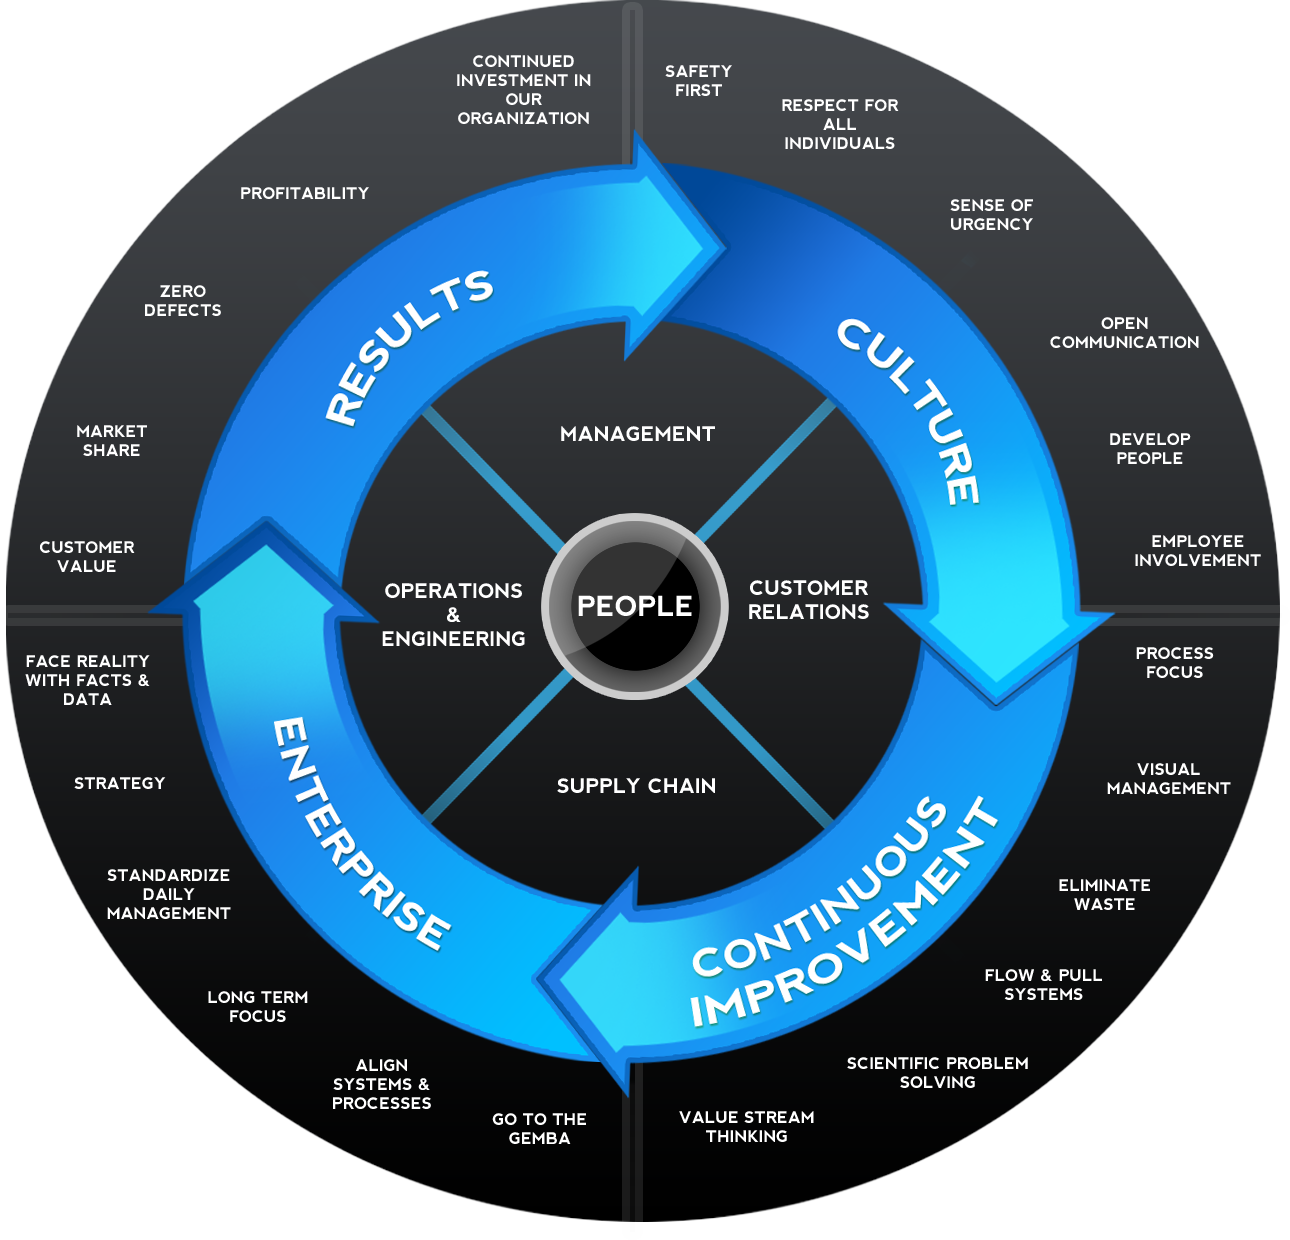 CONTINUED
INVESTMENT IN
OUR
ORGANIZATION
SAFETY
FIRST
RESPECT FOR
ALL
INDIVIDUALS
SENSE OF
URGENCY
OPEN
COMMUNICATION
DEVELOP
PEOPLE
EMPLOYEE
INVOLVEMENT
PROFITABILITY
ZERO
DEFECTS
MARKET
SHARE
CUSTOMER
VALUE
RESULTS
CULTURE
MANAGEMENT
OPERATIONS
&
ENGINEERING
PEOPLE
CUSTOMER
RELATIONS
SUPPLY CHAIN
ENTERPRISE
CONTINUOUS
IMPROVEMENT
FACE REALITY
WITH FACTS &
DATA
STRATEGY
STANDARDIZE
DAILY
MANAGEMENT
LONG TERM
FOCUS
ALIGN
SYSTEMS &
PROCESSES
GO TO THE
GEMBA
PROCESS
FOCUS
VISUAL
MANAGEMENT
ELIMINATE
WASTE
FLOW & PULL
SYSTEMS
SCIENTIFIC PROBLEM
SOLVING
VALUE STREAM
THINKING